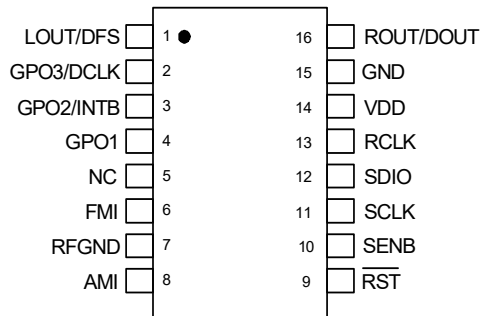 LOUT/DFS 1 16 ROUT/DOUT
GPO3/DCLK 2 15 GND
GPO2/INTB 3 14 VDD
GPO1 4 13 RCLK
NC 5 12 SDIO
FMI 6 11 SCLK
RFGND 7 10 SENB
AMI 8 9 RST